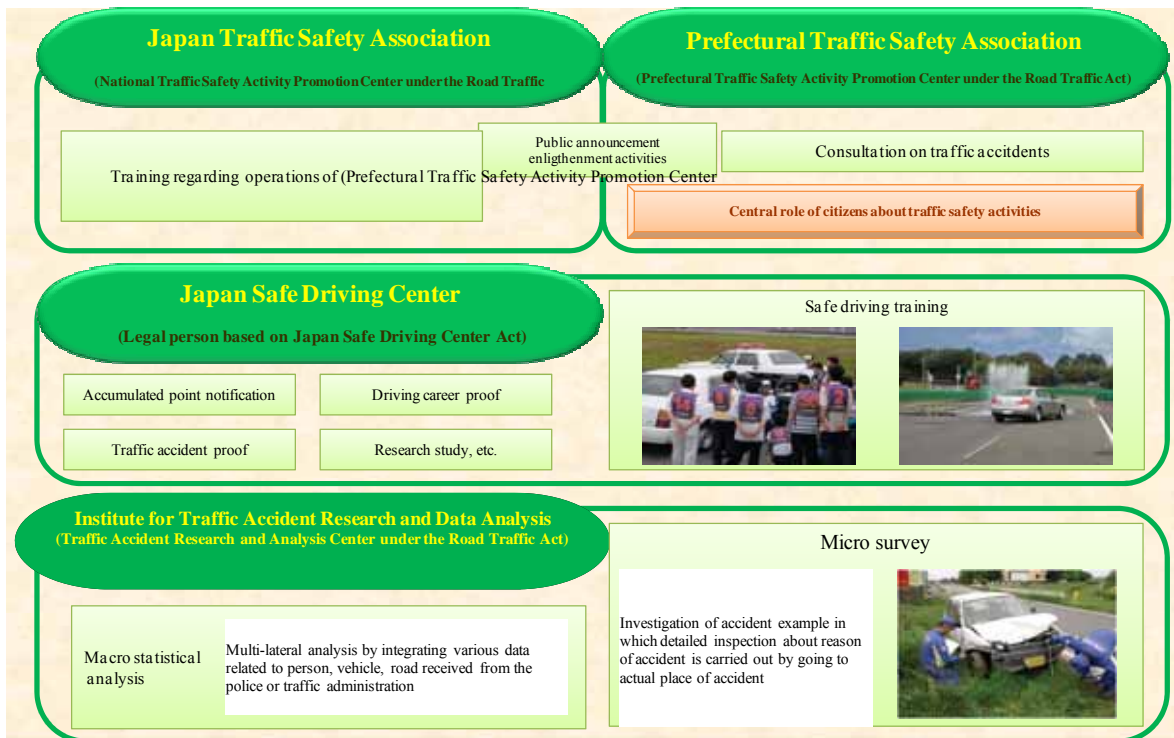 Japan Traffic Safety Association
(National Traffic Safety Activity Promotion Center under the Road Traffic
Prefectural Traffic Safety Association
(Prefectural Traffic Safety Activity Promotion Center under the Road Traffic Act)
Public announcement
enligthenment activities
Training regarding operations of (Prefectural Traffic Safety Activity Promotion Center
Consultation on traffic accitdents
Central role of citizens about traffic safety activities
Japan Safe Driving Center
(Legal person based on Japan Safe Driving Center Act)
Accumulated point notification
Driving career proof
Traffic accident proof
Research study, etc.
Safe driving training
Institute for Traffic Accident Research and Data Analysis
(Traffic Accident Research and Analysis Center under the Road Traffic Act)
Macro statistical
analysis
Multi-lateral analysis by integrating various data
related to person, vehicle, road received from the
police or traffic administration
Micro survey
Investigation of accident example in
which detailed inspection about reason
of accident is carried out by going to
actual place of accident